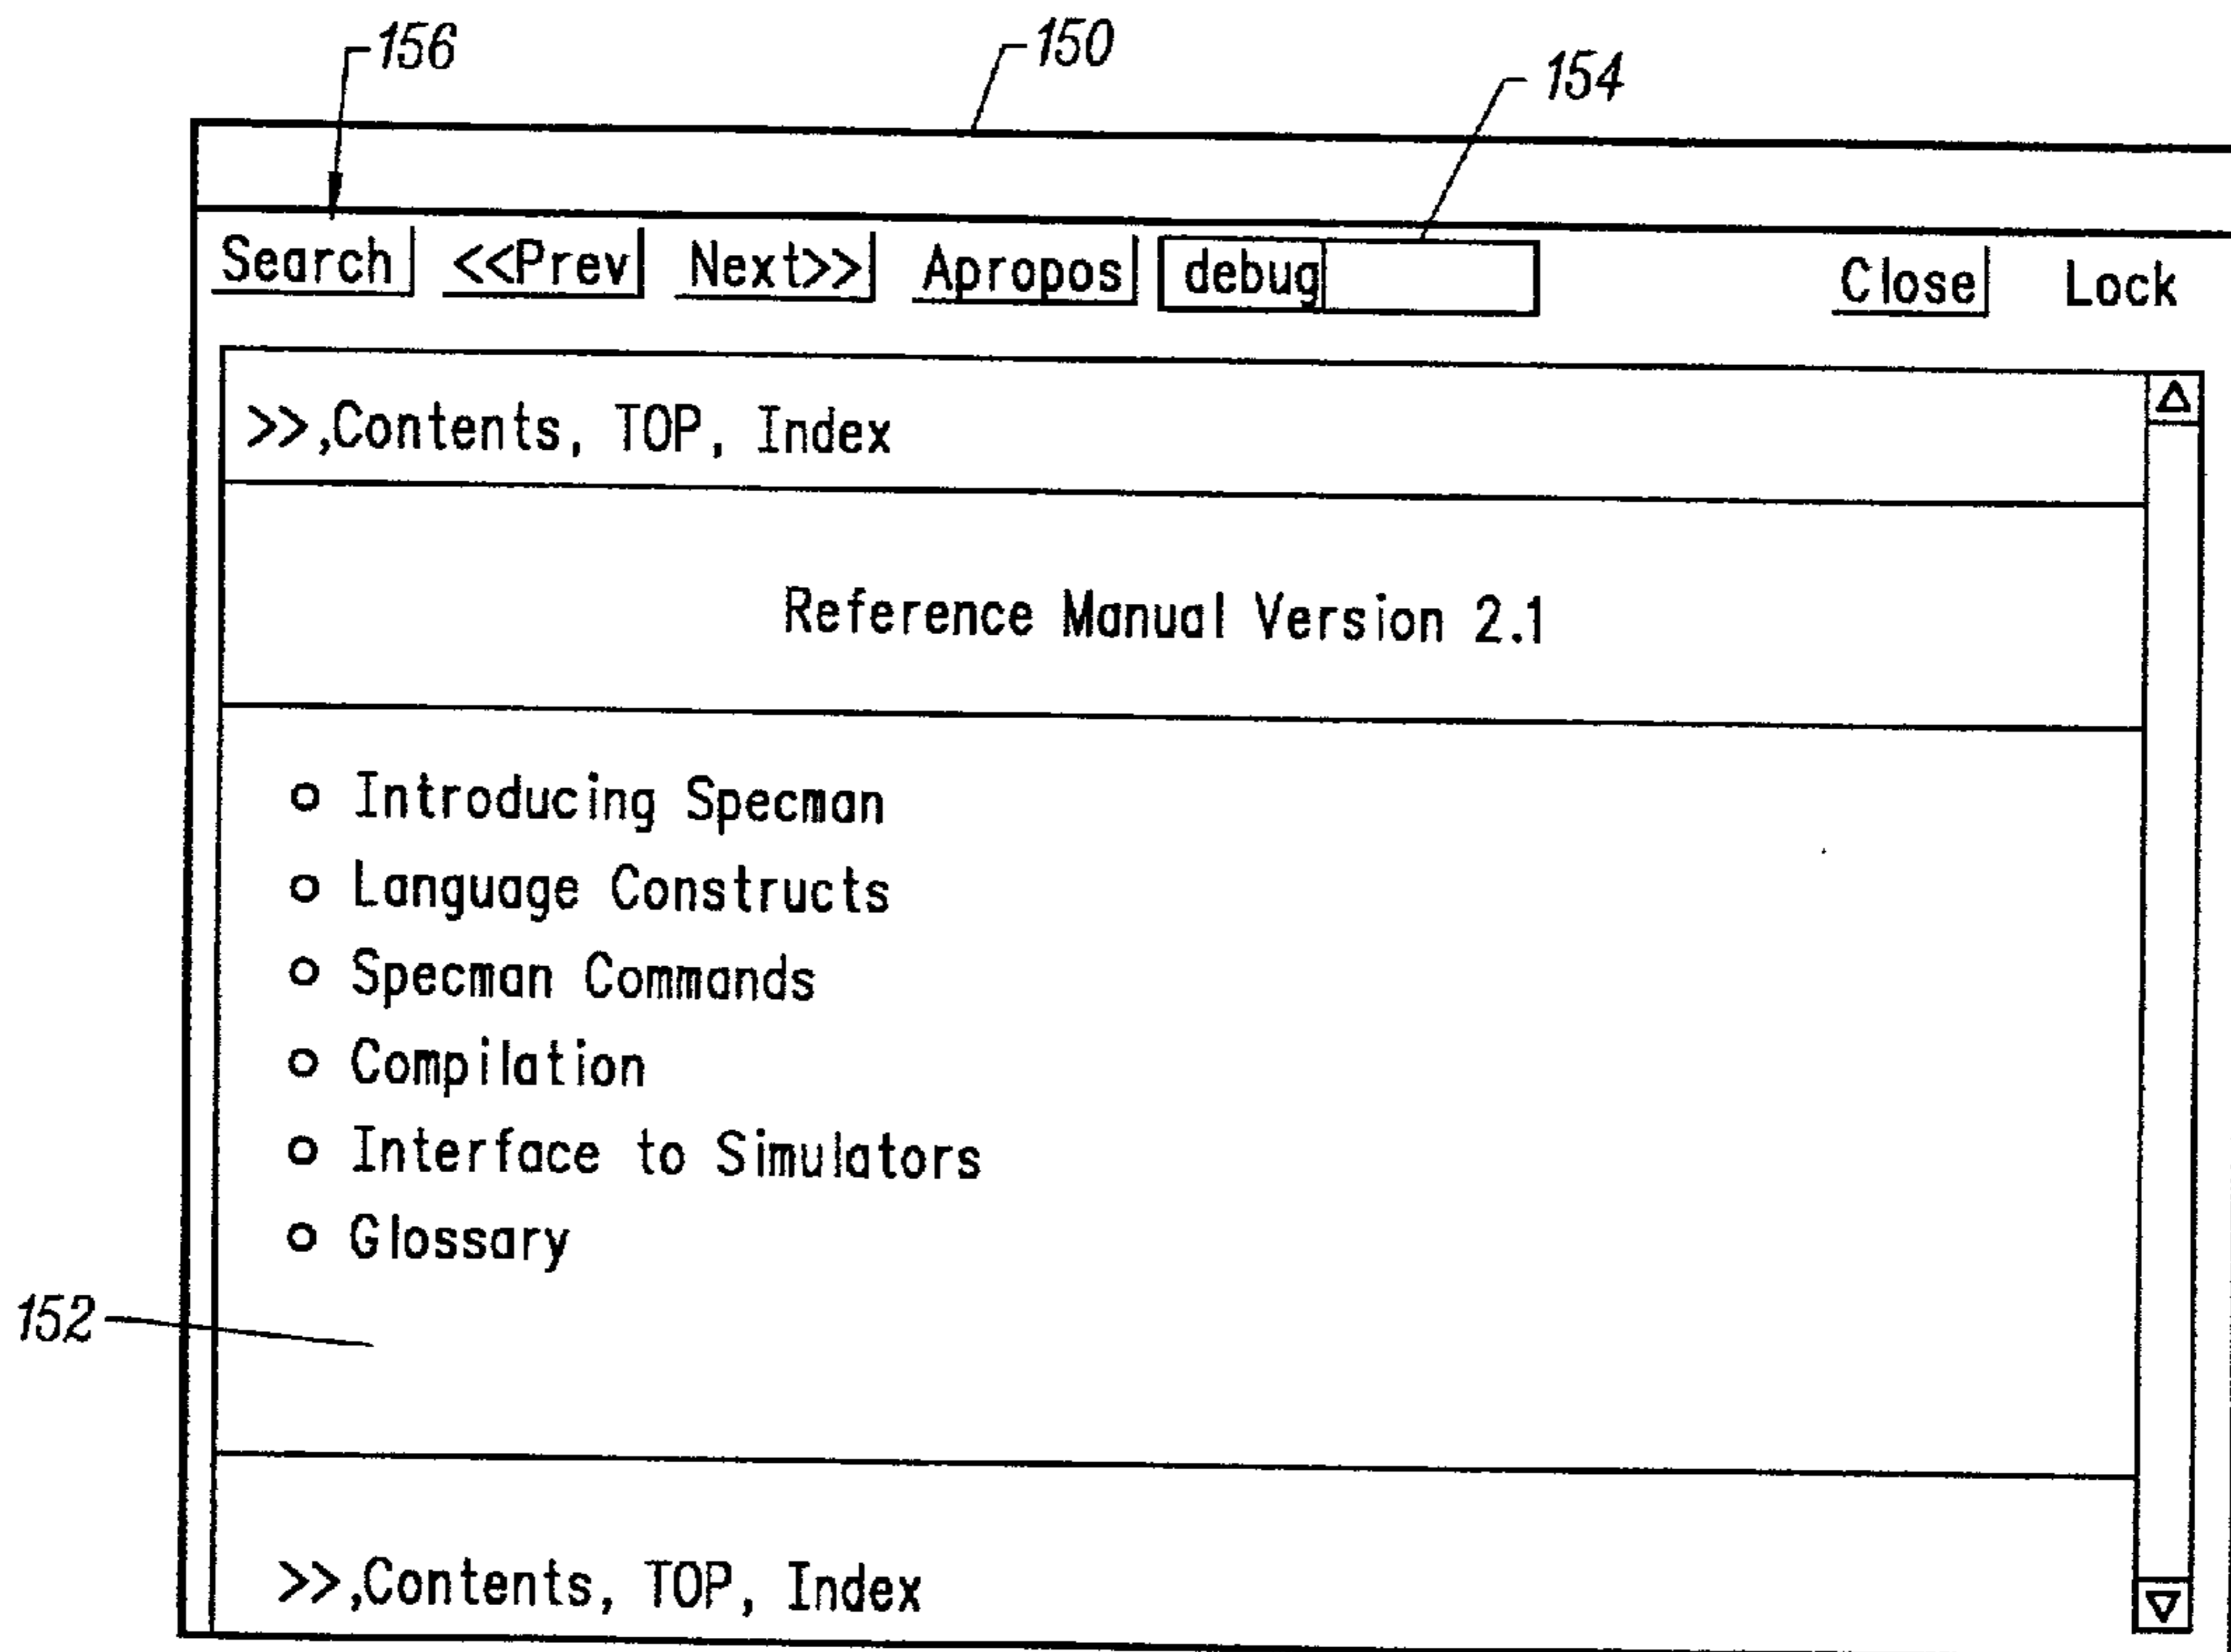 156
150
154
Search <<Prev Next>> Apropos debug Close Lock
>>,Contents, TOP, Index
Reference Manual Version 2.1
o Introducing Specman
o Language Constructs
o Specman Commands
o Compilation
o Interface to Simulators
o Glossary
152
>>,Contents, TOP, Index